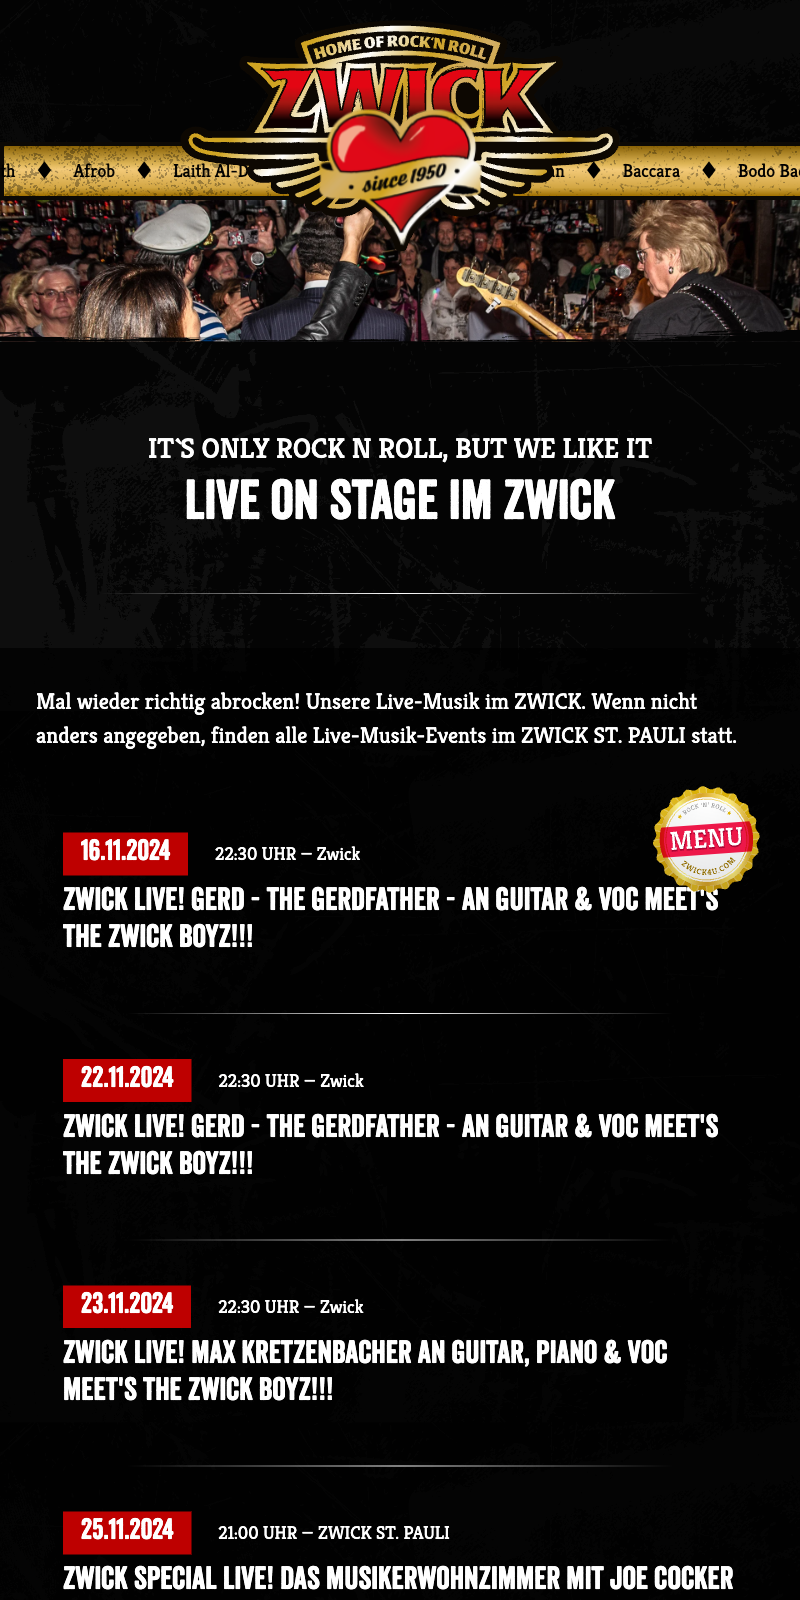 HOME OF ROCK'N ROLL
ZWICK
since 1950
Afrob ♦ Laith Al-D
Baccara ♦ Bodo Ba
IT`S ONLY ROCK N ROLL, BUT WE LIKE IT
LIVE ON STAGE IM ZWICK
Mal wieder richtig abrocken! Unsere Live-Musik im ZWICK. Wenn nicht
anders angegeben, finden alle Live-Musik-Events im ZWICK ST. PAULI statt.
ROCK 'N' ROLL
MENU
ZWICK4U.COM
16.11.2024 22:30 UHR – Zwick
ZWICK LIVE! GERD - THE GERDFATHER - AN GUITAR & VOC MEET'S
THE ZWICK BOYZ!!!
22.11.2024 22:30 UHR – Zwick
ZWICK LIVE! GERD - THE GERDFATHER - AN GUITAR & VOC MEET'S
THE ZWICK BOYZ!!!
23.11.2024 22:30 UHR – Zwick
ZWICK LIVE! MAX KRETZENBACHER AN GUITAR, PIANO & VOC
MEET'S THE ZWICK BOYZ!!!
25.11.2024 21:00 UHR – ZWICK ST. PAULI
ZWICK SPECIAL LIVE! DAS MUSIKERWOHNZIMMER MIT JOE COCKER